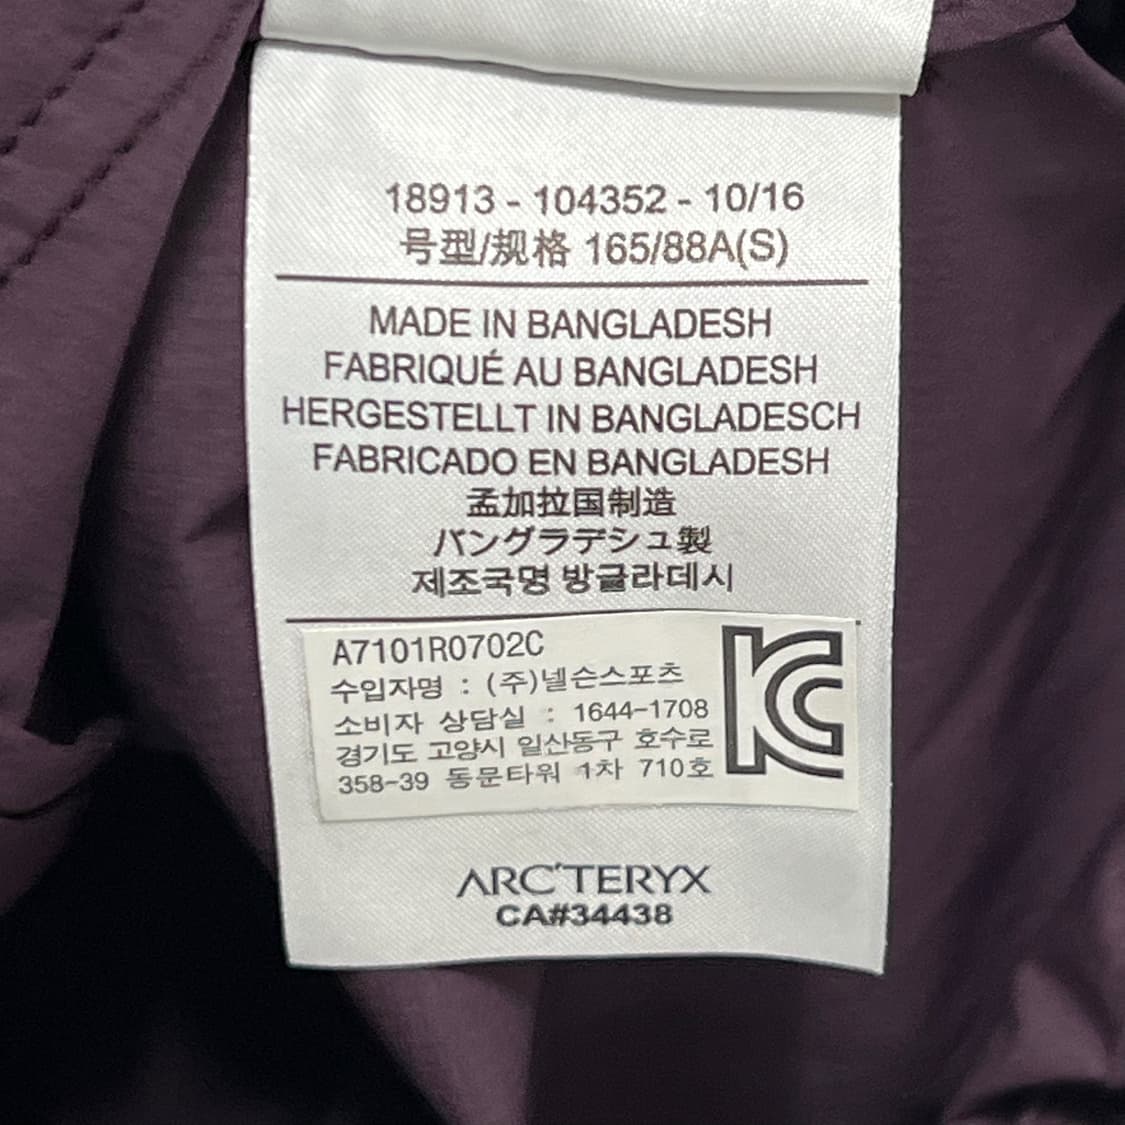 18913 - 104352 - 10/16
号型/规格 165/88A(S)
MADE IN BANGLADESH
FABRIQUÉ AU BANGLADESH
HERGESTELLT IN BANGLADESCH
FABRICADO EN BANGLADESH
孟加拉国制造
バングラデシュ製
제조국명 방글라데시
A7101R0702C
수입자명 : (주)넬슨스포츠
소비자 상담실 : 1644-1708
경기도 고양시 일산동구 호수로
358-39 동문타워 1차 710호
KC
ARC'TERYX
CA#34438